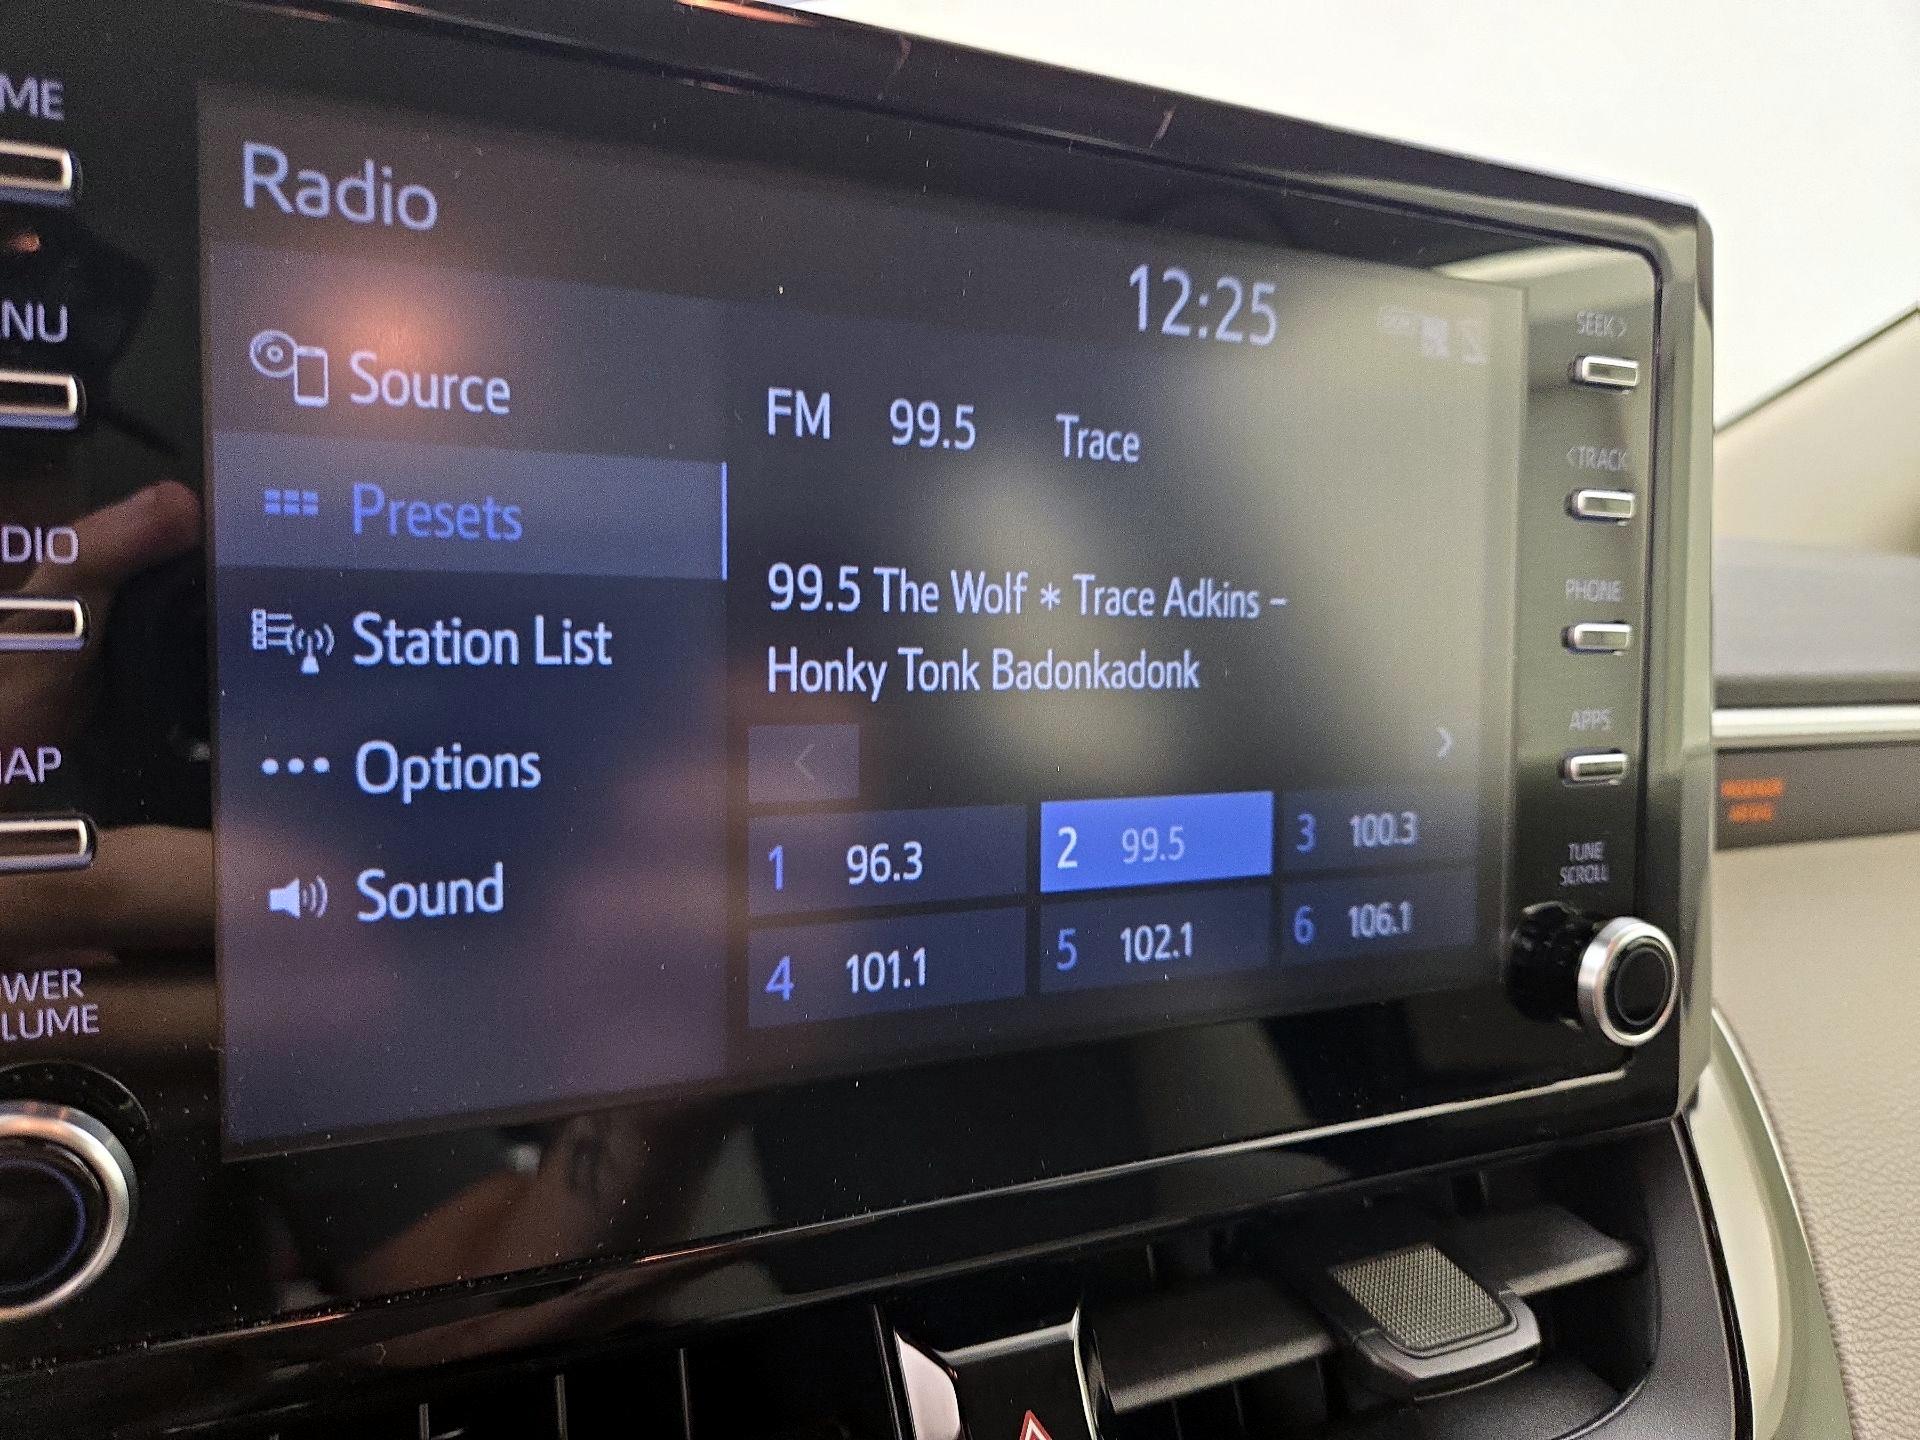 ME
NU
DIO
AP
WER
LUME
Radio
12:25
Source
Presets
Station List
Options
Sound
FM 99.5 Trace
99.5 The Wolf * Trace Adkins -
Honky Tonk Badonkadonk
<
>
1 96.3
2 99.5
3 100.3
4 101.1
5 102.1
6 106.1
SEEK >
< TRACK
PHONE
APPS
TUNE
SCROLL